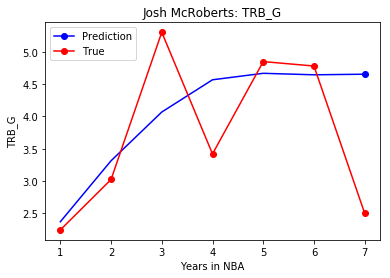 Josh McRoberts: TRB_G
Prediction
True
TRB_G
5.0
4.5
4.0
3.5
3.0
2.5
1 2 3 4 5 6 7
Years in NBA